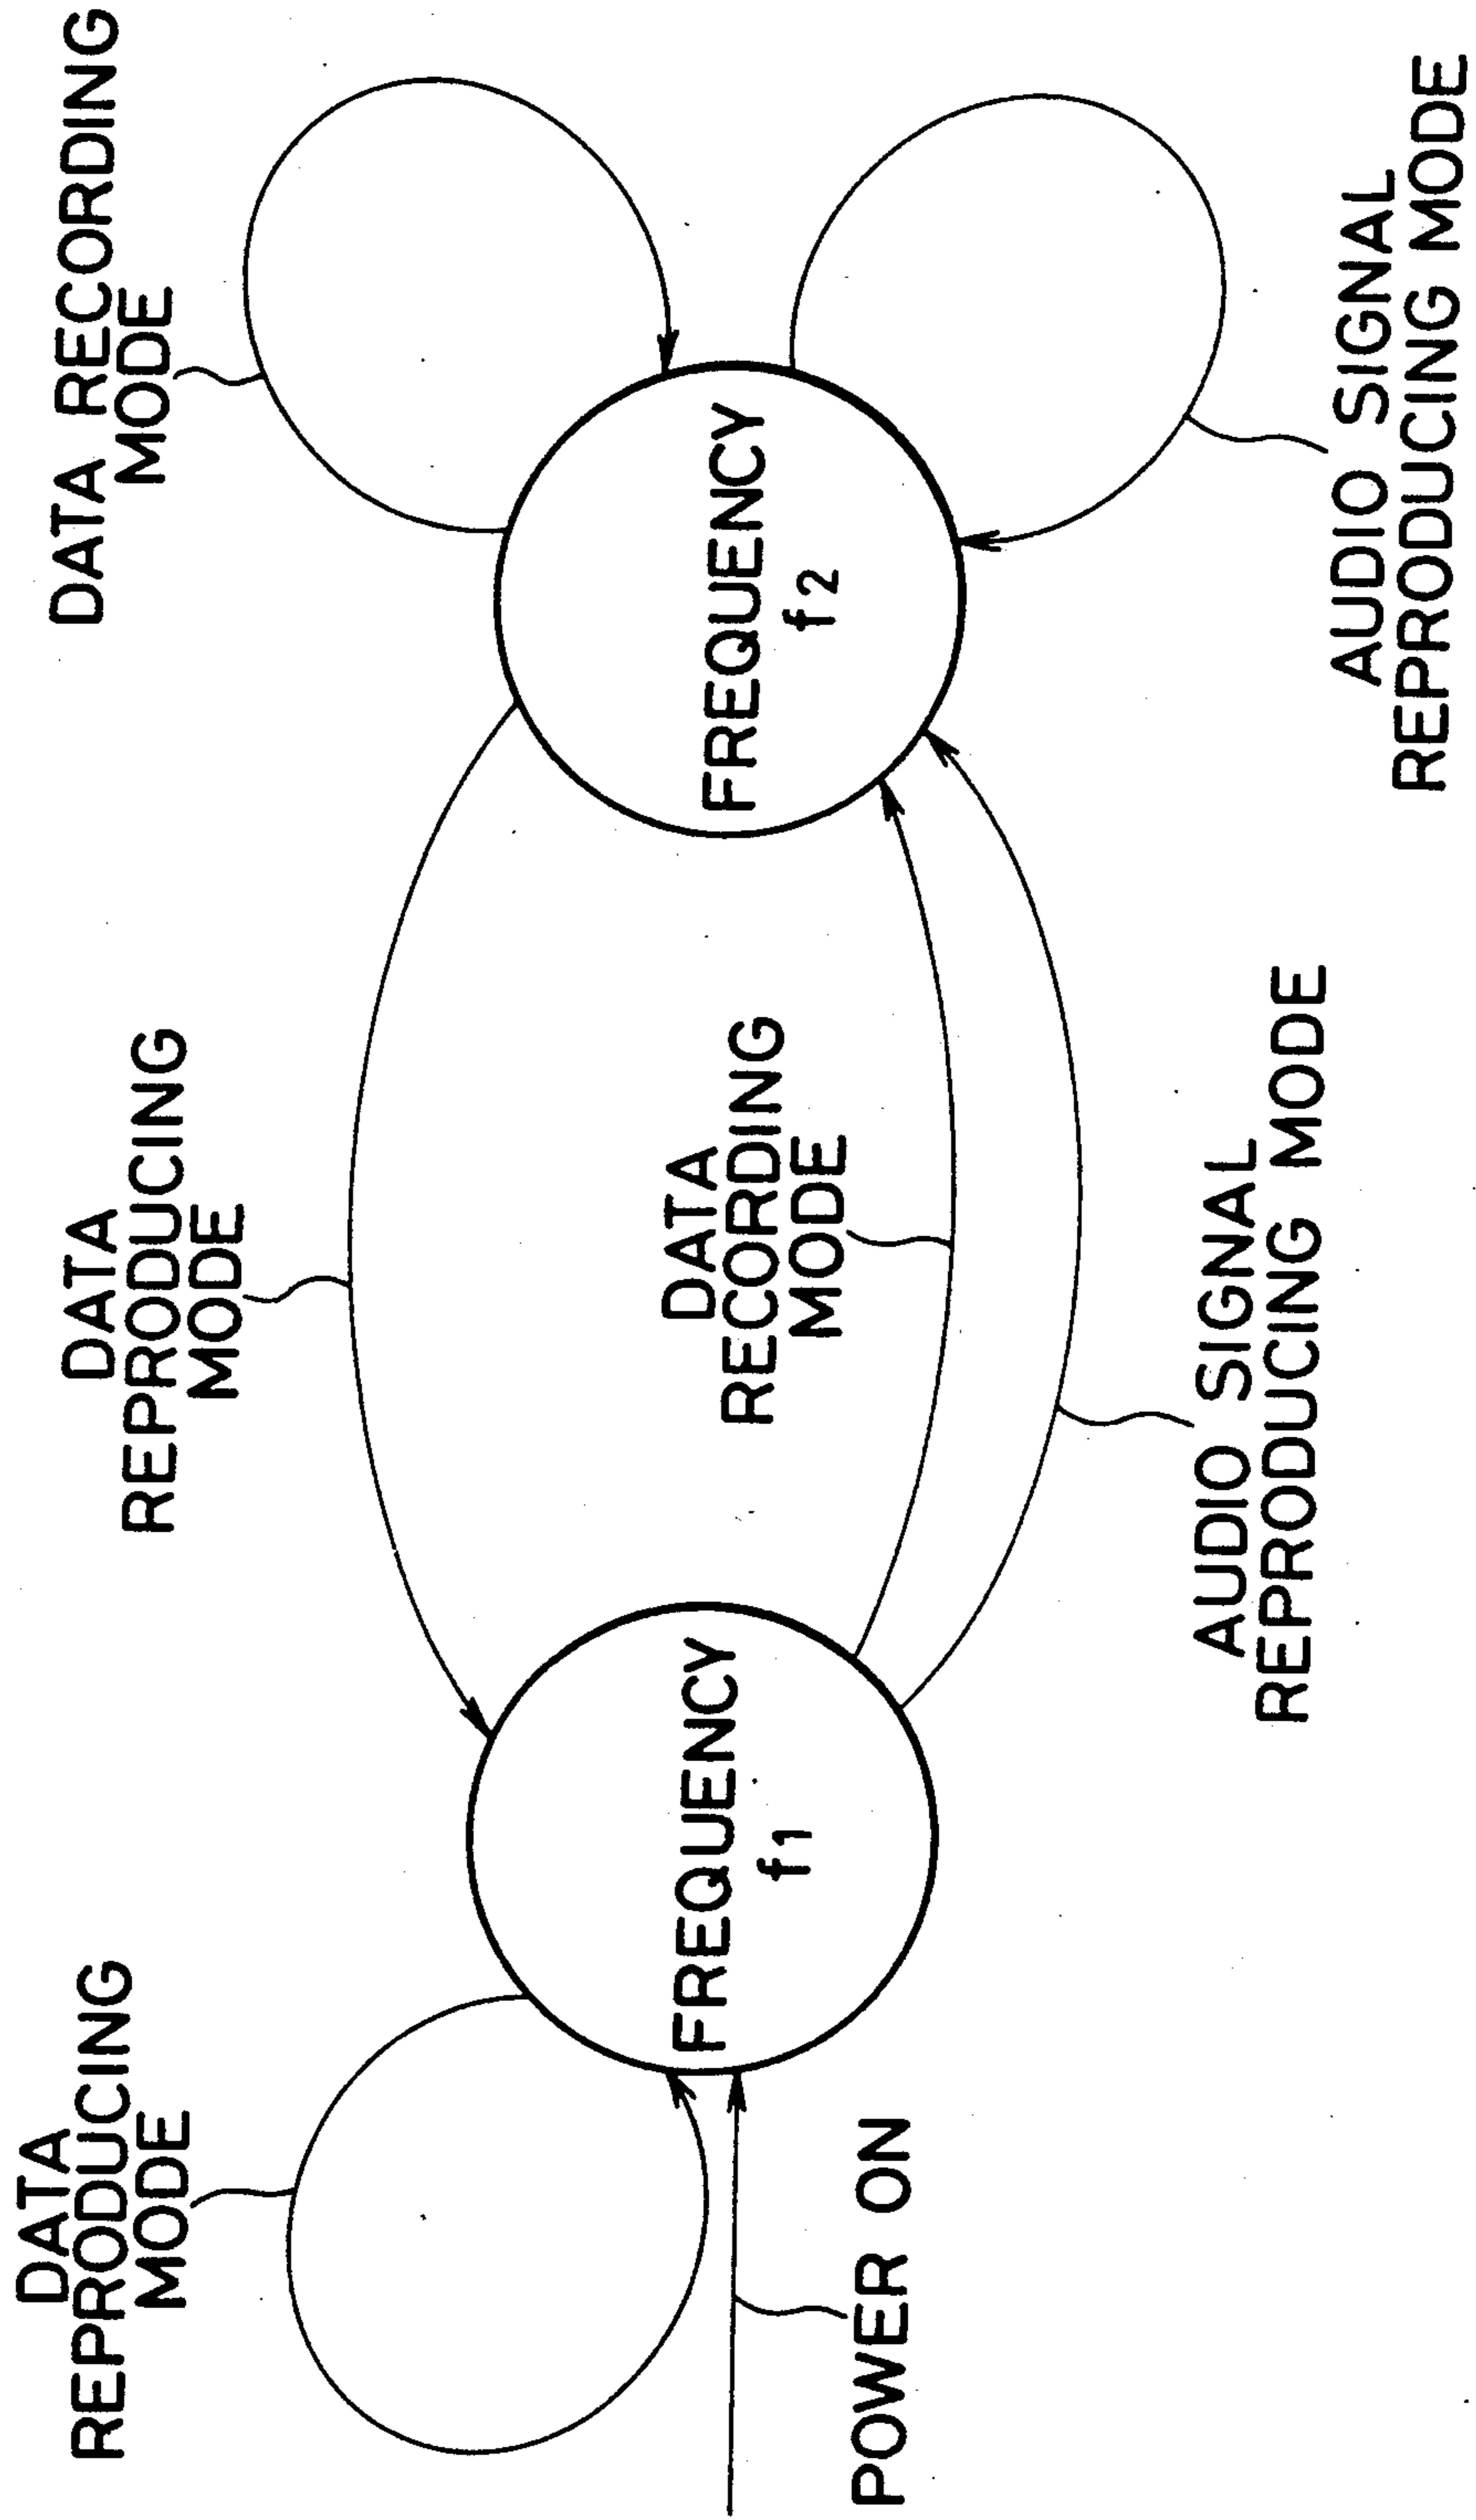 DATA
REPRODUCING
MODE
POWER ON
FREQUENCY
f1
DATA
REPRODUCING
MODE
DATA
RECORDING
MODE
AUDIO SIGNAL
REPRODUCING MODE
FREQUENCY
f2
DATA RECORDING
MODE
AUDIO SIGNAL
REPRODUCING MODE